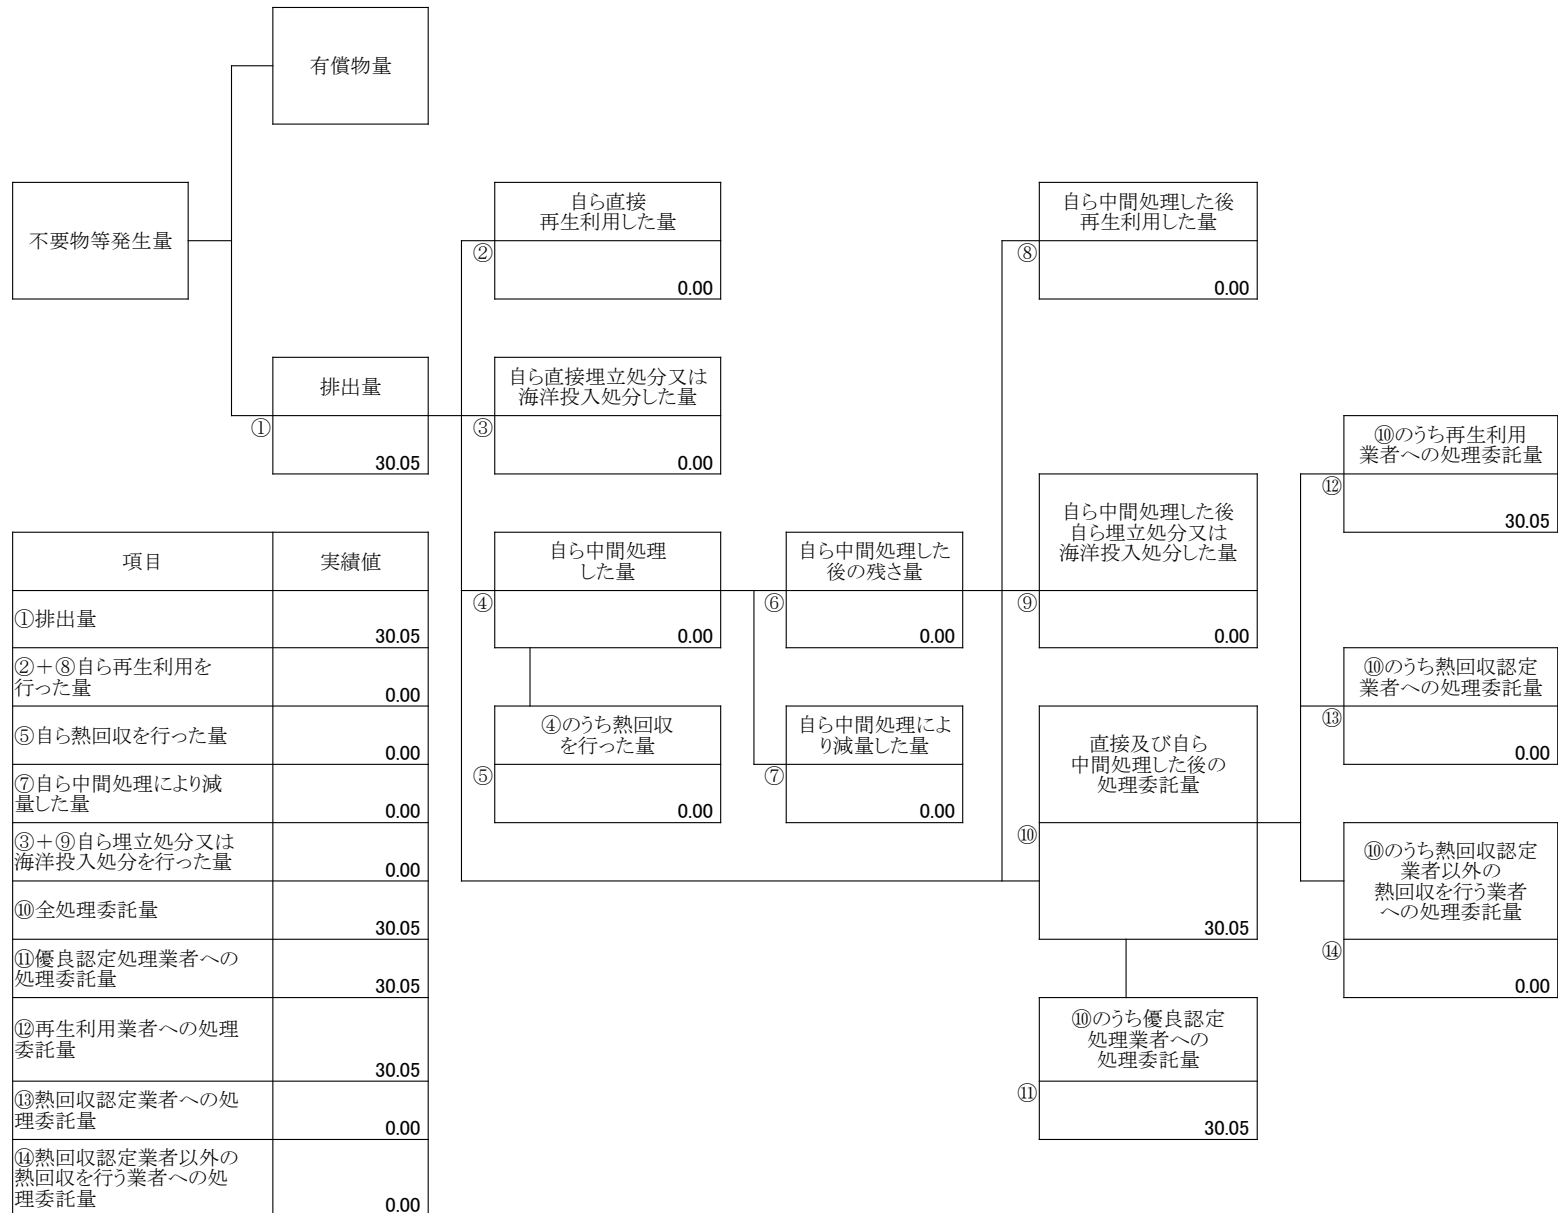 有償物量
不要物等発生量
自ら直接
再生利用した量
②
0.00
自ら中間処理した後
再生利用した量
⑧
0.00
排出量
①
30.05
自ら直接埋立処分又は
海洋投入処分した量
③
0.00
⑩のうち再生利用
業者への処理委託量
⑫
30.05
自ら中間処理
した量
④
0.00
自ら中間処理した
後の残さ量
⑥
0.00
自ら中間処理した後
自ら埋立処分又は
海洋投入処分した量
⑨
0.00
⑩のうち熱回収認定
業者への処理委託量
⑬
0.00
④のうち熱回収
を行った量
⑤
0.00
自ら中間処理によ
り減量した量
⑦
0.00
直接及び自ら
中間処理した後の
処理委託量
⑩
30.05
⑩のうち熱回収認定
業者以外の
熱回収を行う業者
への処理委託量
⑭
0.00
⑩のうち優良認定
処理業者への
処理委託量
⑪
30.05
項目 実績値
①排出量
30.05
②＋⑧自ら再生利用を
行った量
0.00
⑤自ら熱回収を行った量
0.00
⑦自ら中間処理により減
量した量
0.00
③＋⑨自ら埋立処分又は
海洋投入処分を行った量
0.00
⑩全処理委託量
30.05
⑪優良認定処理業者への
処理委託量
30.05
⑫再生利用業者への処理
委託量
30.05
⑬熱回収認定業者への処
理委託量
0.00
⑭熱回収認定業者以外の
熱回収を行う業者への処
理委託量
0.00